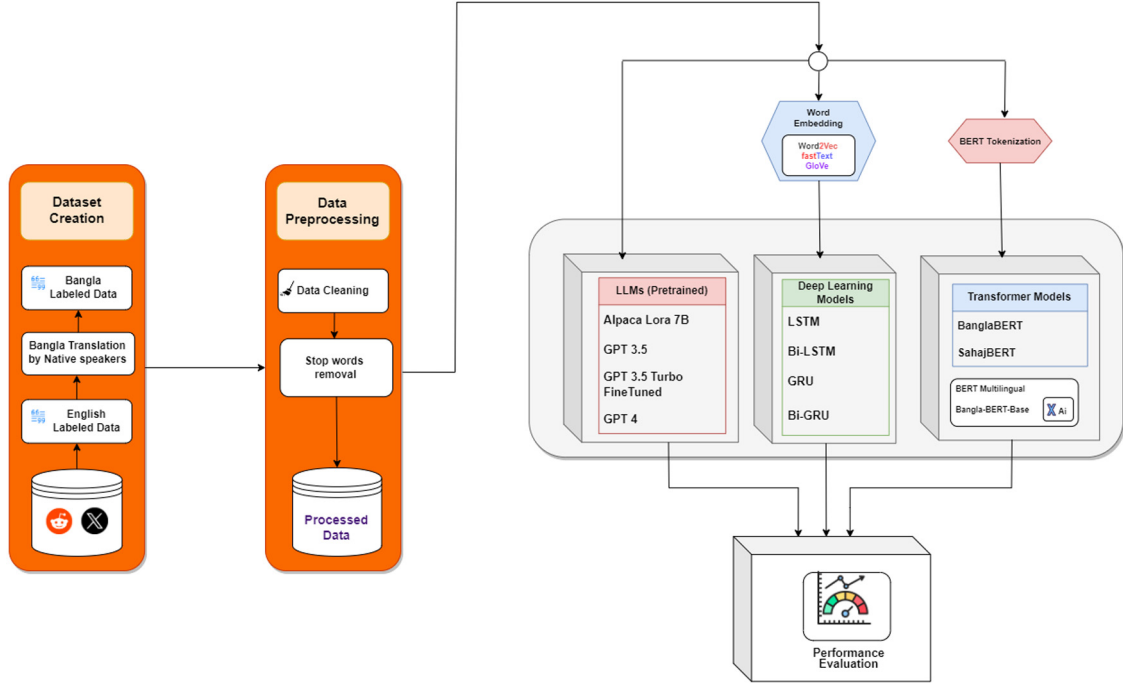 Dataset
Creation
Bangla
Labeled Data
Bangla Translation
by Native speakers
English
Labeled Data
Data
Preprocessing
Data Cleaning
Stop words
removal
Processed
Data
Word
Embedding
Word2Vec
fastText
GloVe
BERT Tokenization
LLMs (Pretrained)
Alpaca Lora 7B
GPT 3.5
GPT 3.5 Turbo
FineTuned
GPT 4
Deep Learning
Models
LSTM
Bi-LSTM
GRU
Bi-GRU
Transformer Models
BanglaBERT
SahajBERT
BERT Multilingual
Bangla-BERT-Base
X Ai
Performance
Evaluation